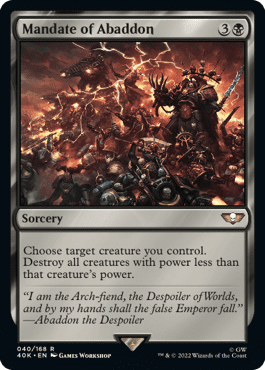 Mandate of Abaddon 3
Sorcery
Choose target creature you control.
Destroy all creatures with power less than
that creature's power.
"I am the Arch-fiend, the Despoiler of Worlds,
and by my hands shall the false Emperor fall."
—Abaddon the Despoiler
040/168 R
40K • EN Games Workshop
© GW
™ & © 2022 Wizards of the Coast